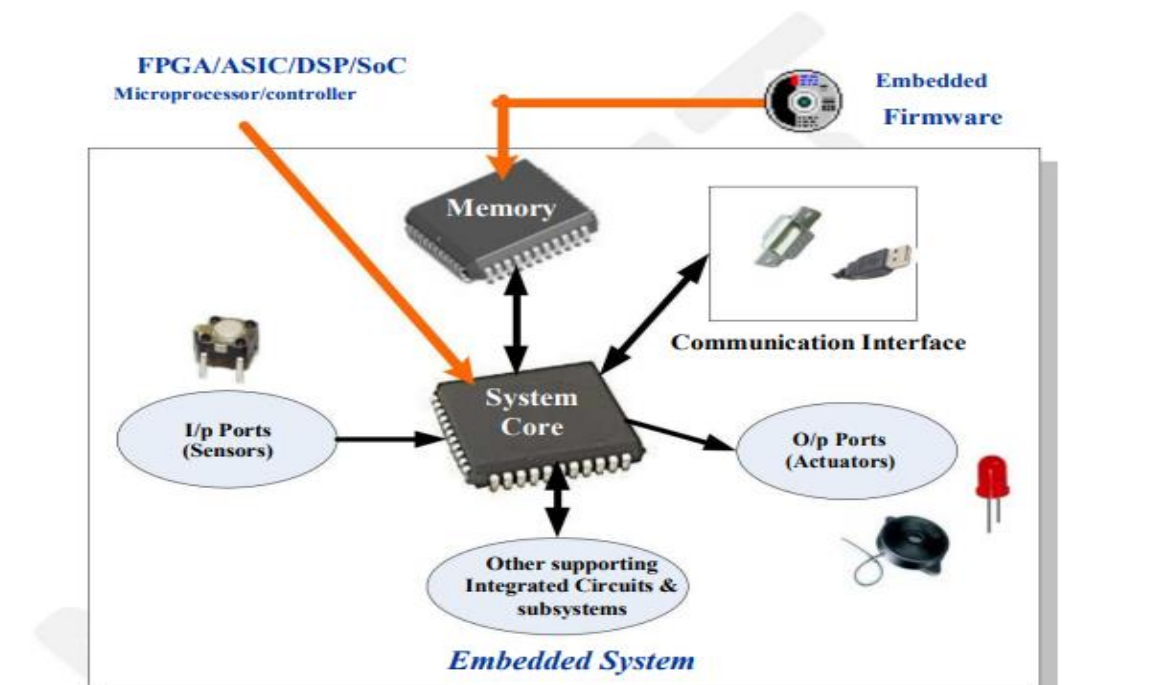 FPGA/ASIC/DSP/SoC
Microprocessor/controller
Embedded
Firmware
Memory
Communication Interface
System
Core
I/p Ports
(Sensors)
O/p Ports
(Actuators)
Other supporting
Integrated Circuits &
subsystems
Embedded System